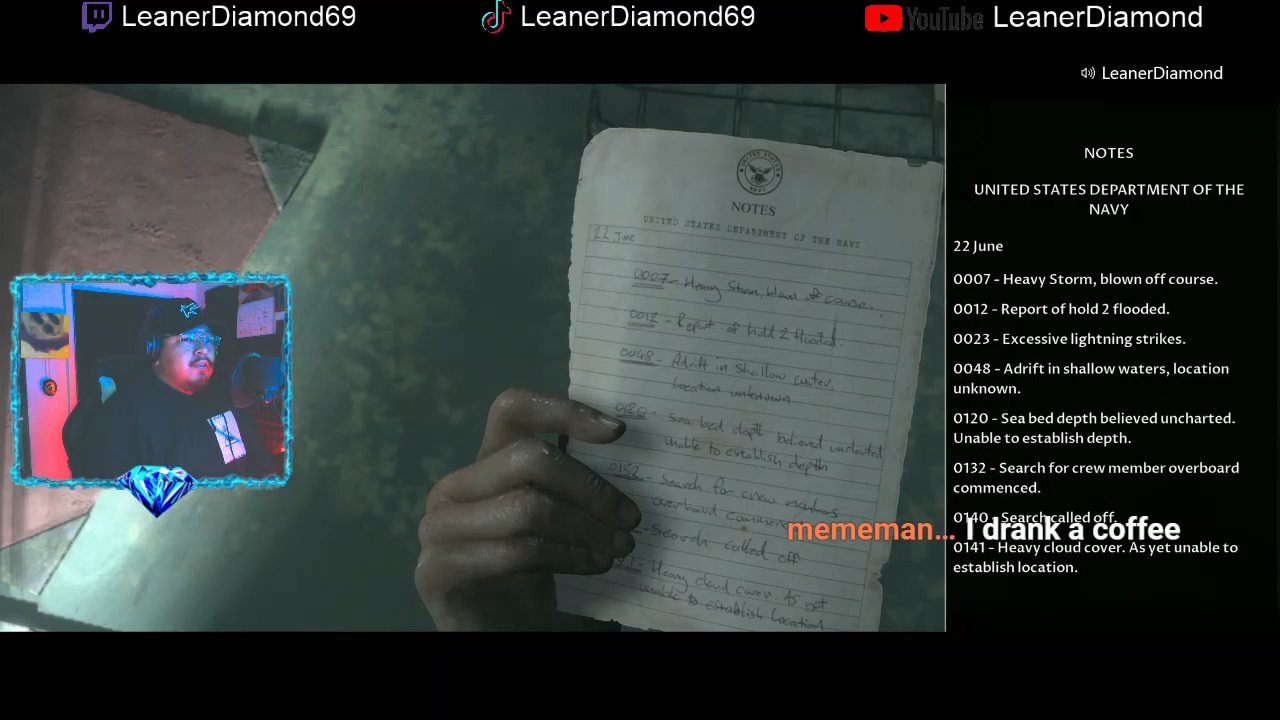 LeanerDiamond69
LeanerDiamond69
YouTube LeanerDiamond
LeanerDiamond
NOTES
UNITED STATES DEPARTMENT OF THE
NAVY
22 June
0007 - Heavy Storm, blown off course.
0012 - Report of hold 2 flooded.
0023 - Excessive lightning strikes.
0048 - Adrift in shallow waters, location
unknown.
0120 - Sea bed depth believed uncharted.
Unable to establish depth.
0132 - Search for crew member overboard
commenced.
0140 - Search called off.
mememan... I drank a coffee
0141 - Heavy cloud cover. As yet unable to
establish location.
UNITED STATES
NAVY
NOTES
UNITED STATES DEPARTMENT OF THE NAVY
22 June
0007 - Heavy Storm, blown off course.
0012 - Report of hold 2 flooded.
0048 - Adrift in shallow water,
location unknown
0120 - Sea bed depth believed uncharted
unable to establish depth
0132 - Search for crew members
overboard
Search called off
Heavy cloud cover. As yet
unable to establish location